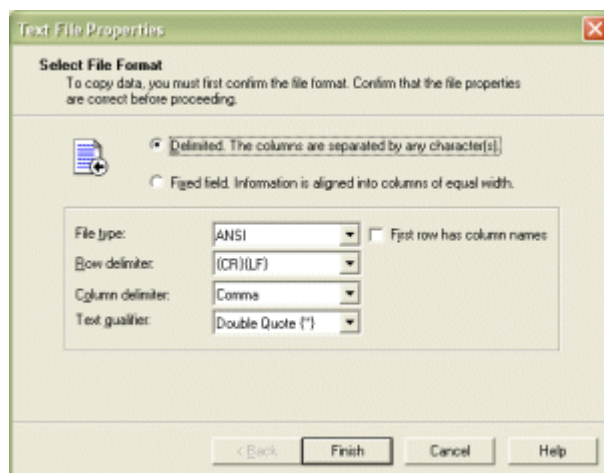 Text File Properties
Select File Format
To copy data, you must first confirm the file format. Confirm that the file properties
are correct before proceeding.
Delimited. The columns are separated by any character(s).
Fixed field. Information is aligned into columns of equal width.
File type: ANSI First row has column names
Row delimiter: {CR}{LF}
Column delimiter: Comma
Text qualifier: Double Quote {"}
< Back Finish Cancel Help